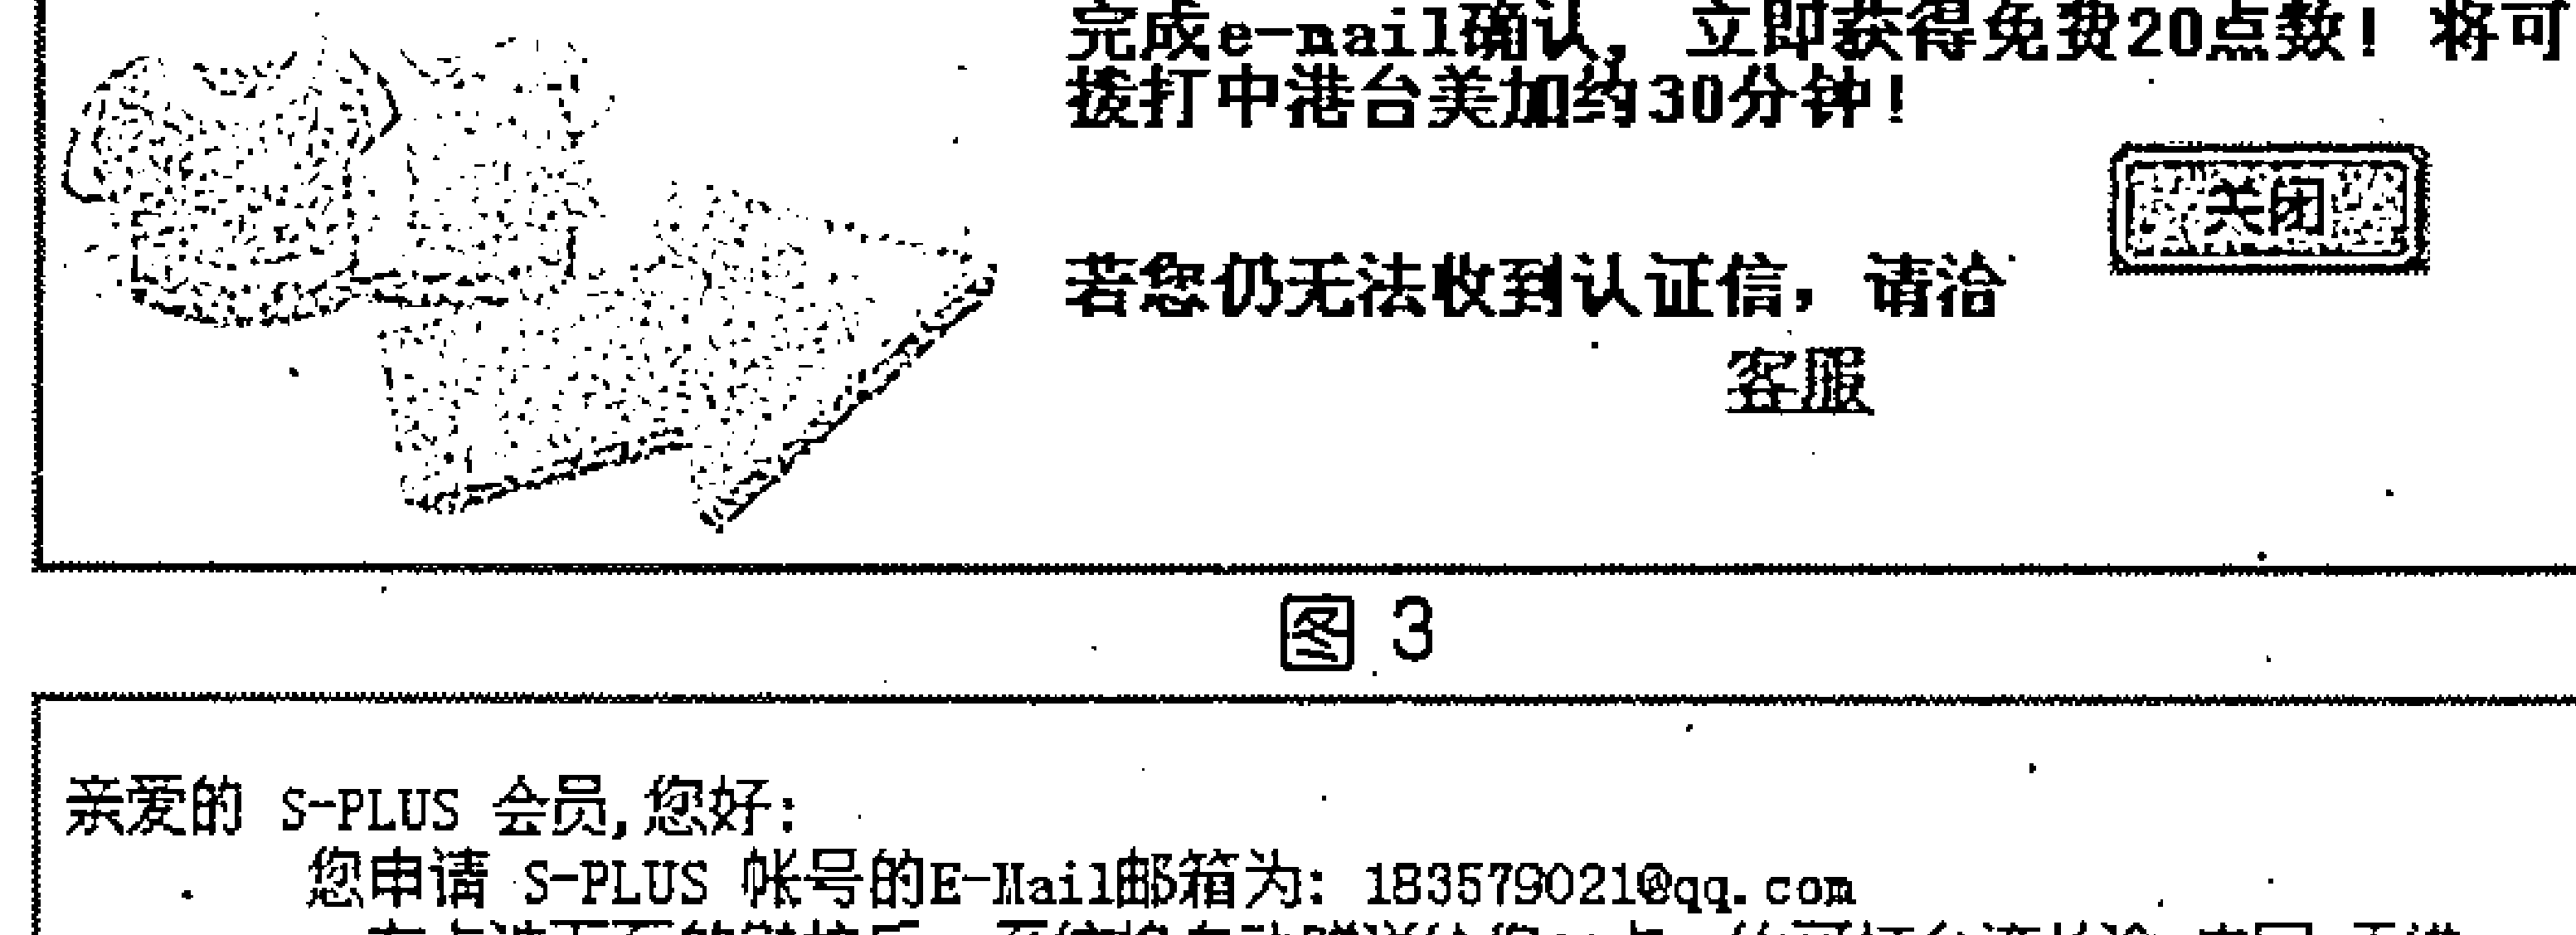 完成e-mail确认，立即获得免费20点数！将可
拨打中港台美加约30分钟！
关闭
若您仍无法收到认证信，请洽
客服
图 3
亲爱的 S-PLUS 会员,您好:
您申请 S-PLUS 帐号的E-Mail邮箱为: 183579021@qq.com